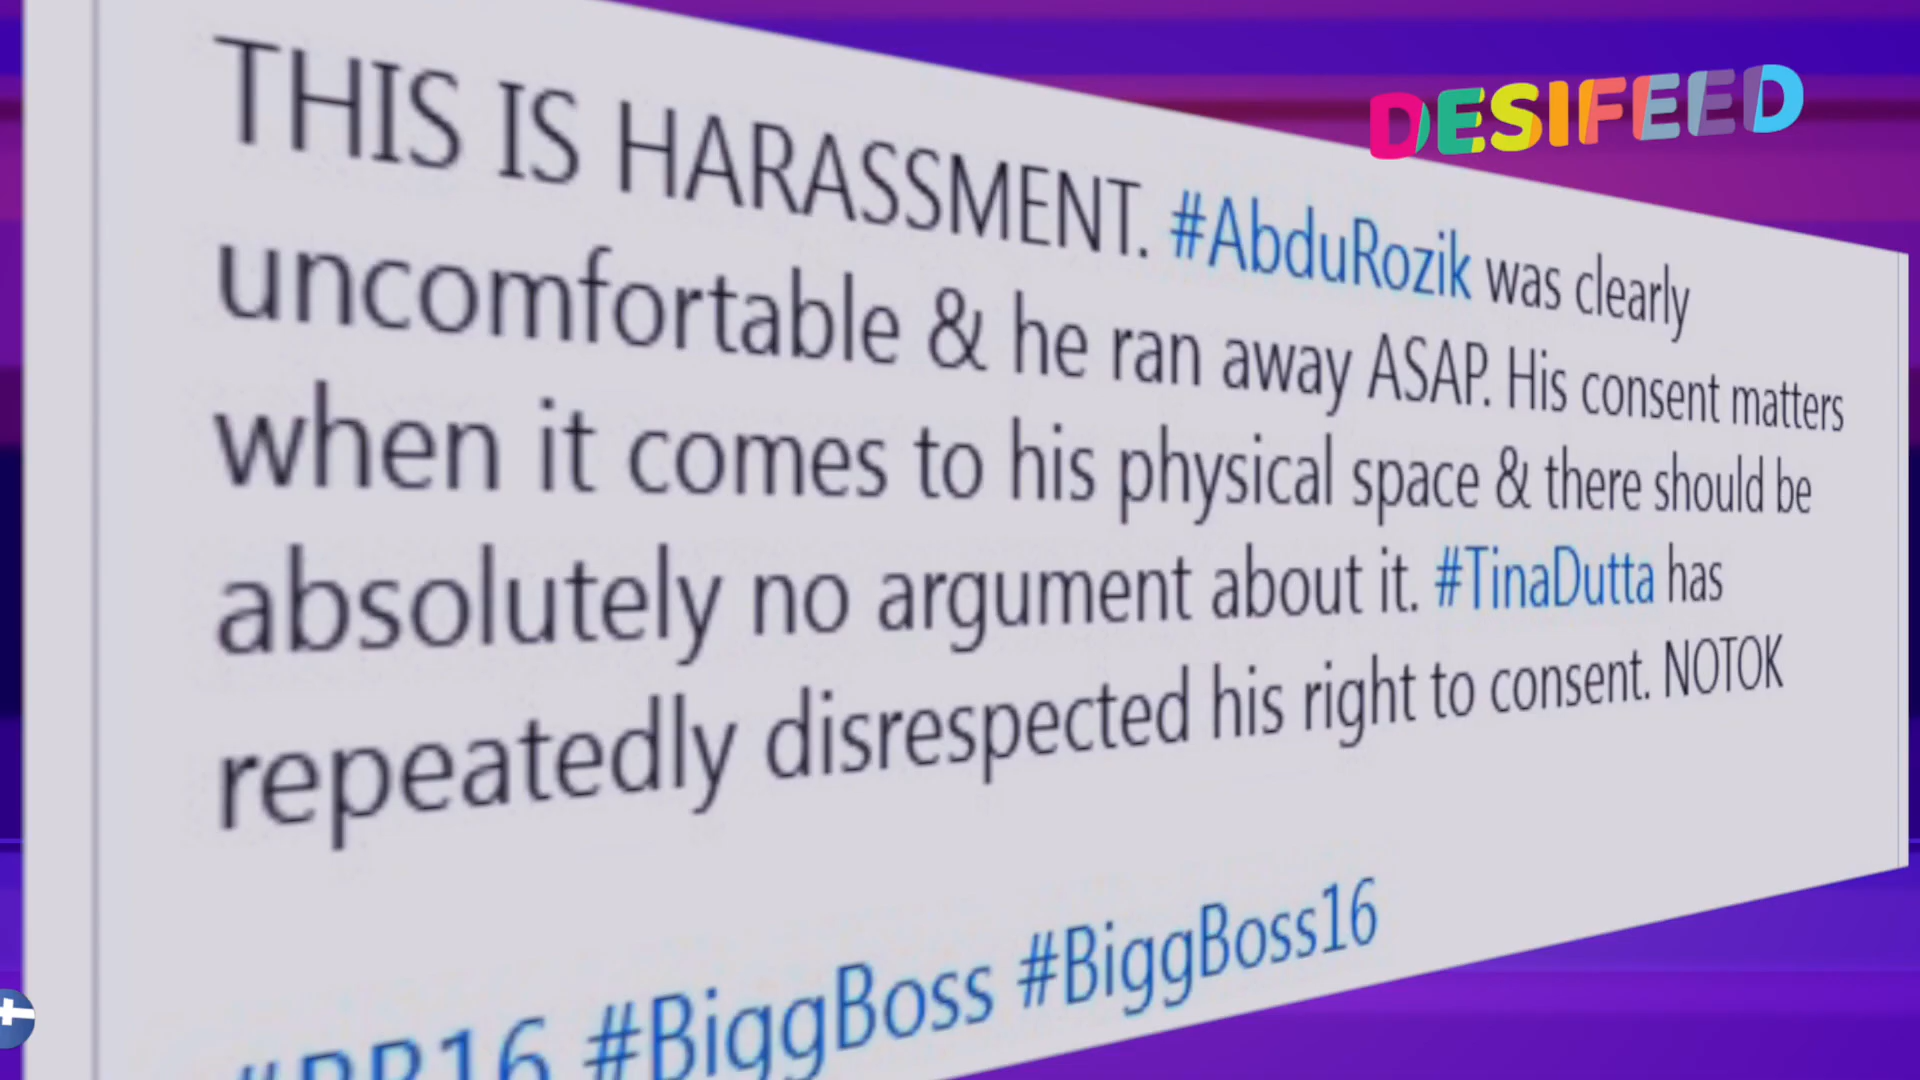 DESIFEED
THIS IS HARASSMENT. #AbduRozik was clearly
uncomfortable & he ran away ASAP. His consent matters
when it comes to his physical space & there should be
absolutely no argument about it. #TinaDutta has
repeatedly disrespected his right to consent. NOTOK
#BB16 #BiggBoss #BiggBoss16